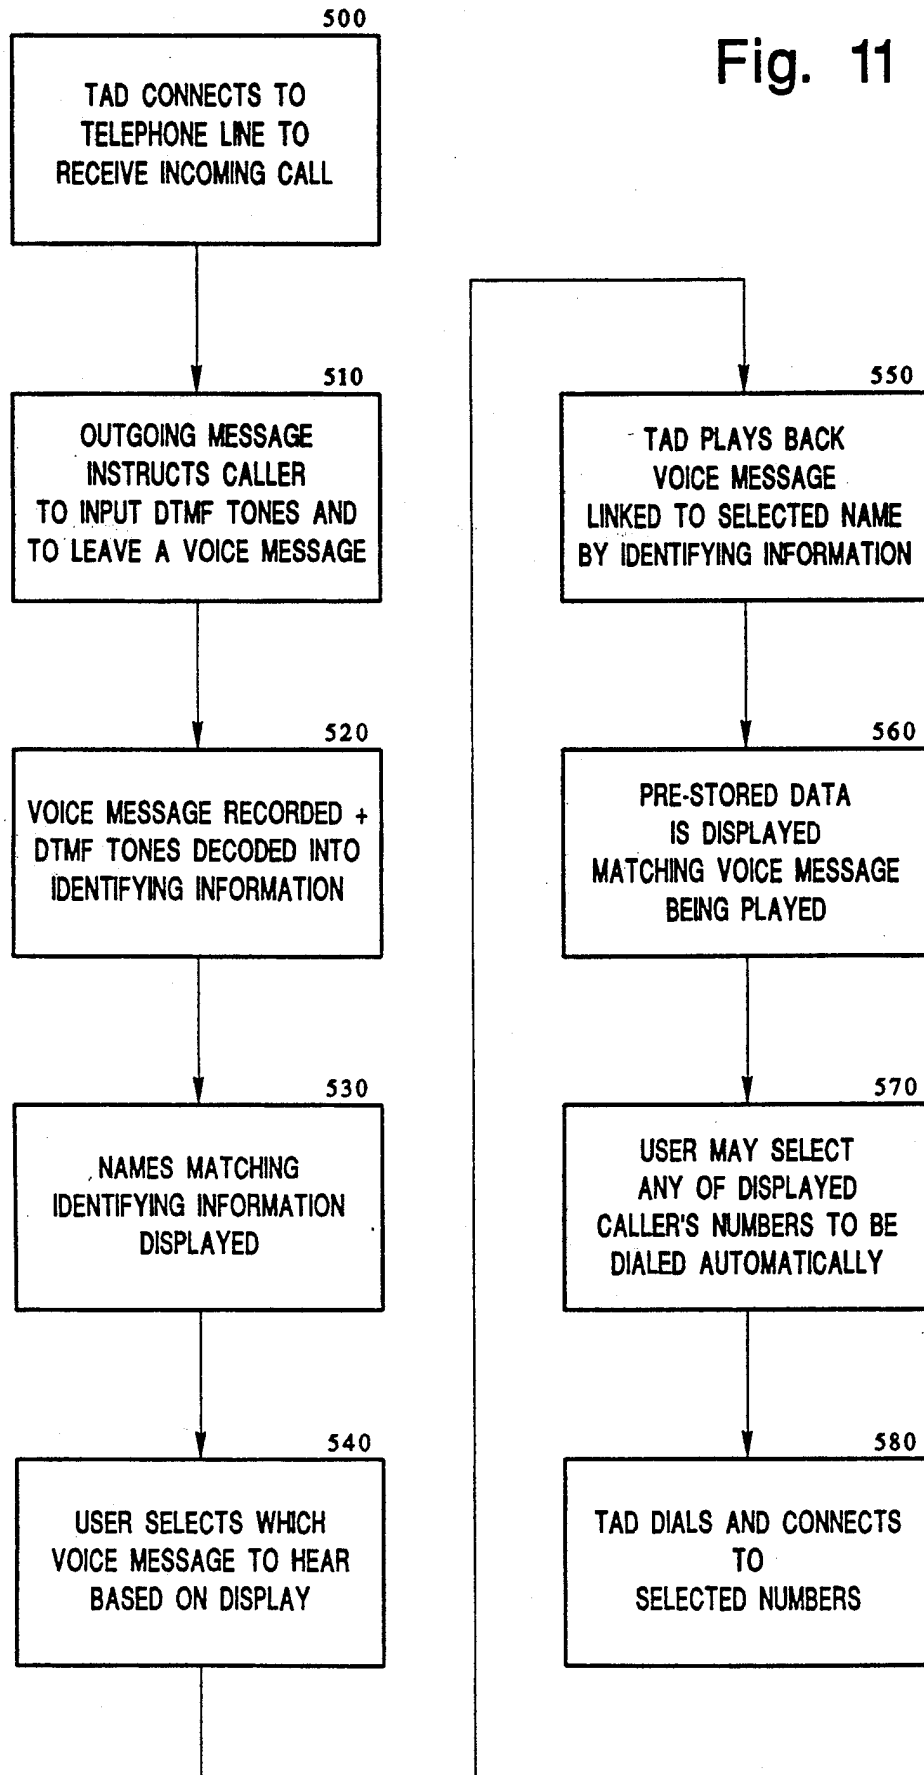 Fig. 11
500
TAD CONNECTS TO
TELEPHONE LINE TO
RECEIVE INCOMING CALL
510
OUTGOING MESSAGE
INSTRUCTS CALLER
TO INPUT DTMF TONES AND
TO LEAVE A VOICE MESSAGE
520
VOICE MESSAGE RECORDED +
DTMF TONES DECODED INTO
IDENTIFYING INFORMATION
530
NAMES MATCHING
IDENTIFYING INFORMATION
DISPLAYED
540
USER SELECTS WHICH
VOICE MESSAGE TO HEAR
BASED ON DISPLAY
550
TAD PLAYS BACK
VOICE MESSAGE
LINKED TO SELECTED NAME
BY IDENTIFYING INFORMATION
560
PRE-STORED DATA
IS DISPLAYED
MATCHING VOICE MESSAGE
BEING PLAYED
570
USER MAY SELECT
ANY OF DISPLAYED
CALLER'S NUMBERS TO BE
DIALED AUTOMATICALLY
580
TAD DIALS AND CONNECTS
TO
SELECTED NUMBERS